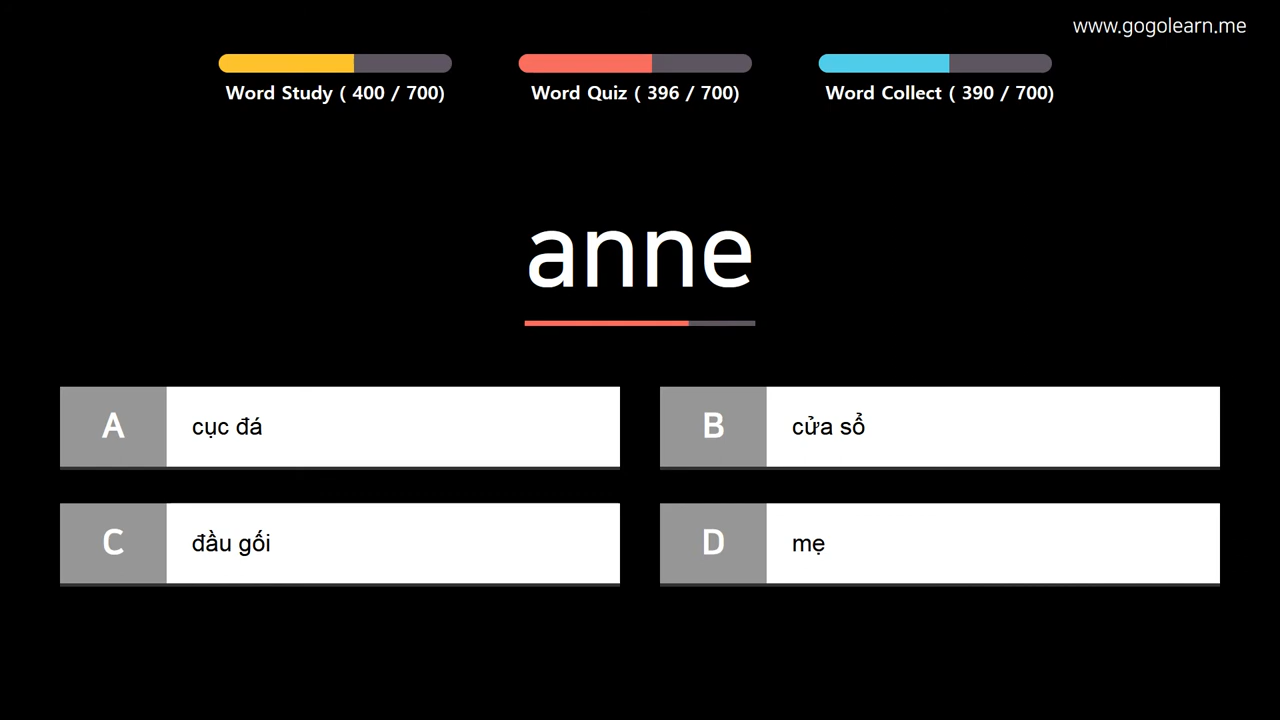 www.gogolearn.me
Word Study ( 400 / 700)
Word Quiz ( 396 / 700)
Word Collect ( 390 / 700)
anne
A cục đá
B cửa sổ
C đầu gối
D mẹ